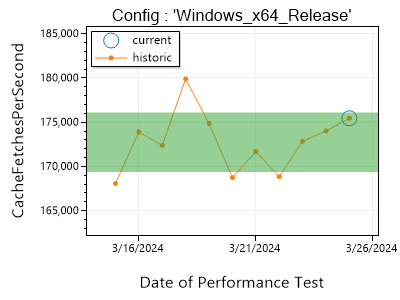 Config : 'Windows_x64_Release'
185,000
180,000
175,000
170,000
165,000
CacheFetchesPerSecond
current
historic
3/16/2024
3/21/2024
3/26/2024
Date of Performance Test